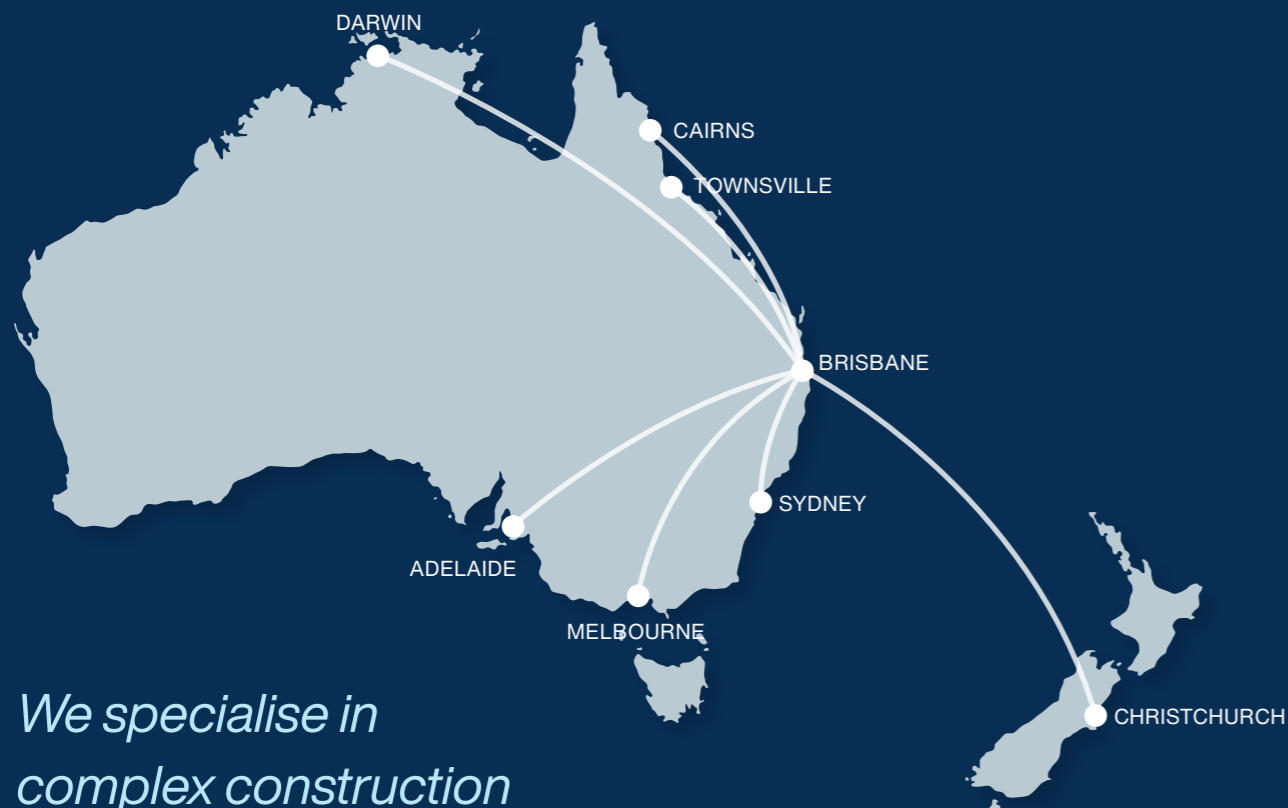 DARWIN
CAIRNS
TOWNSVILLE
BRISBANE
SYDNEY
ADELAIDE
MELBOURNE
CHRISTCHURCH
We specialise in
complex construction